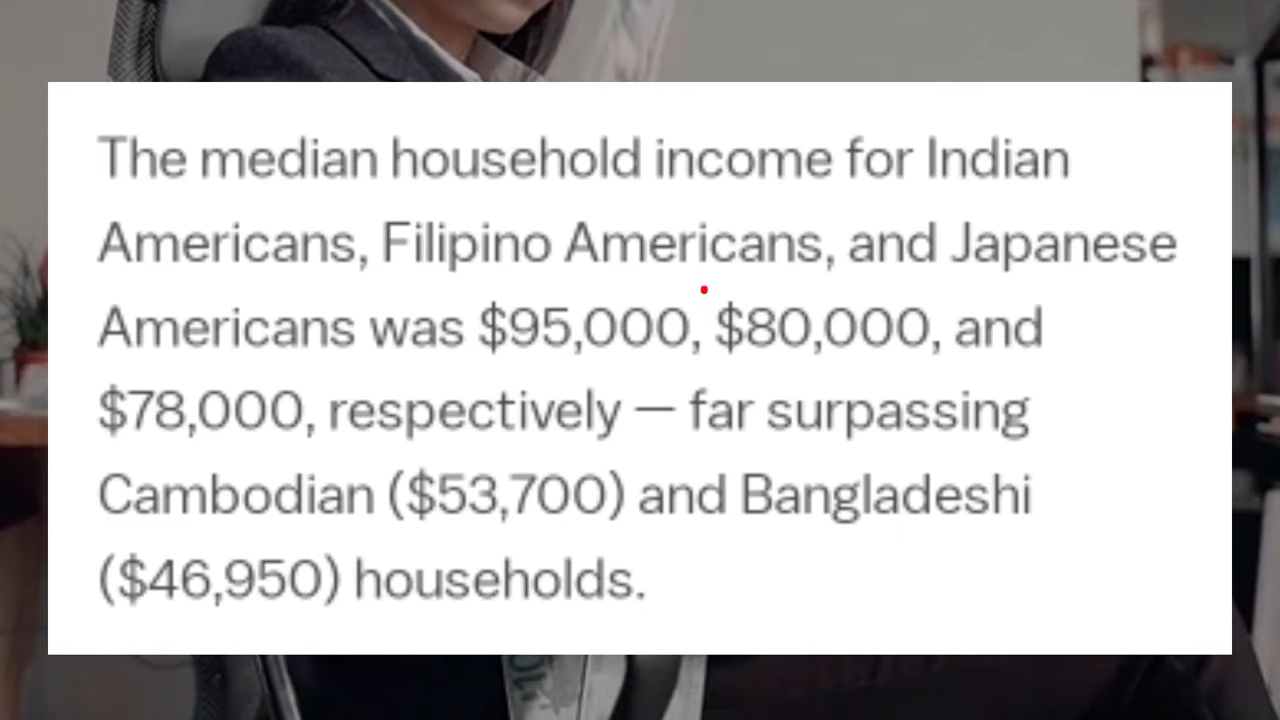 The median household income for Indian
Americans, Filipino Americans, and Japanese
Americans was $95,000, $80,000, and
$78,000, respectively — far surpassing
Cambodian ($53,700) and Bangladeshi
($46,950) households.
10